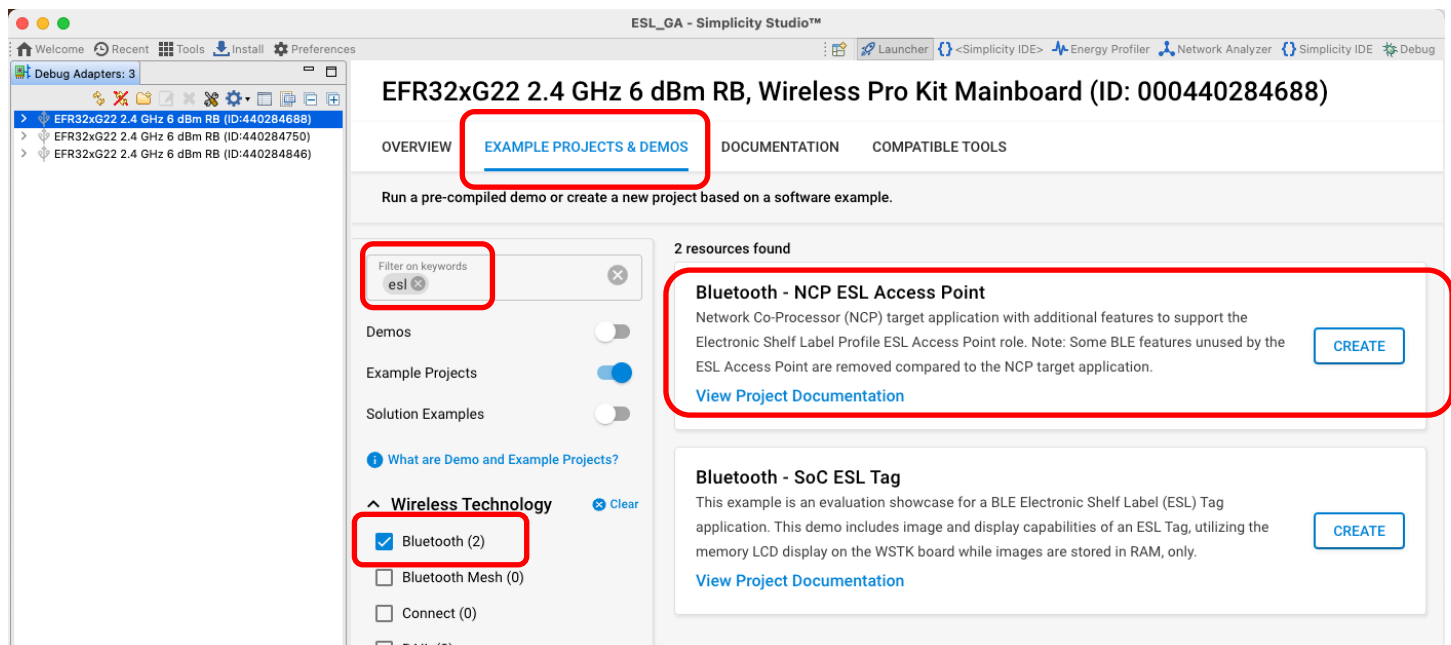 ESL_GA - Simplicity Studio™
Welcome Recent Tools Install Preferences
Launcher <Simplicity IDE> Energy Profiler Network Analyzer Simplicity IDE Debug
Debug Adapters: 3
EFR32xG22 2.4 GHz 6 dBm RB (ID:440284688)
EFR32xG22 2.4 GHz 6 dBm RB (ID:440284750)
EFR32xG22 2.4 GHz 6 dBm RB (ID:440284846)
EFR32xG22 2.4 GHz 6 dBm RB, Wireless Pro Kit Mainboard (ID: 000440284688)
OVERVIEW EXAMPLE PROJECTS & DEMOS DOCUMENTATION COMPATIBLE TOOLS
Run a pre-compiled demo or create a new project based on a software example.
Filter on keywords
esl
Demos
Example Projects
Solution Examples
What are Demo and Example Projects?
Wireless Technology Clear
Bluetooth (2)
Bluetooth Mesh (0)
Connect (0)
2 resources found
Bluetooth - NCP ESL Access Point
Network Co-Processor (NCP) target application with additional features to support the
Electronic Shelf Label Profile ESL Access Point role. Note: Some BLE features unused by the
ESL Access Point are removed compared to the NCP target application.
View Project Documentation
CREATE
Bluetooth - SoC ESL Tag
This example is an evaluation showcase for a BLE Electronic Shelf Label (ESL) Tag
application. This demo includes image and display capabilities of an ESL Tag, utilizing the
memory LCD display on the WSTK board while images are stored in RAM, only.
View Project Documentation
CREATE